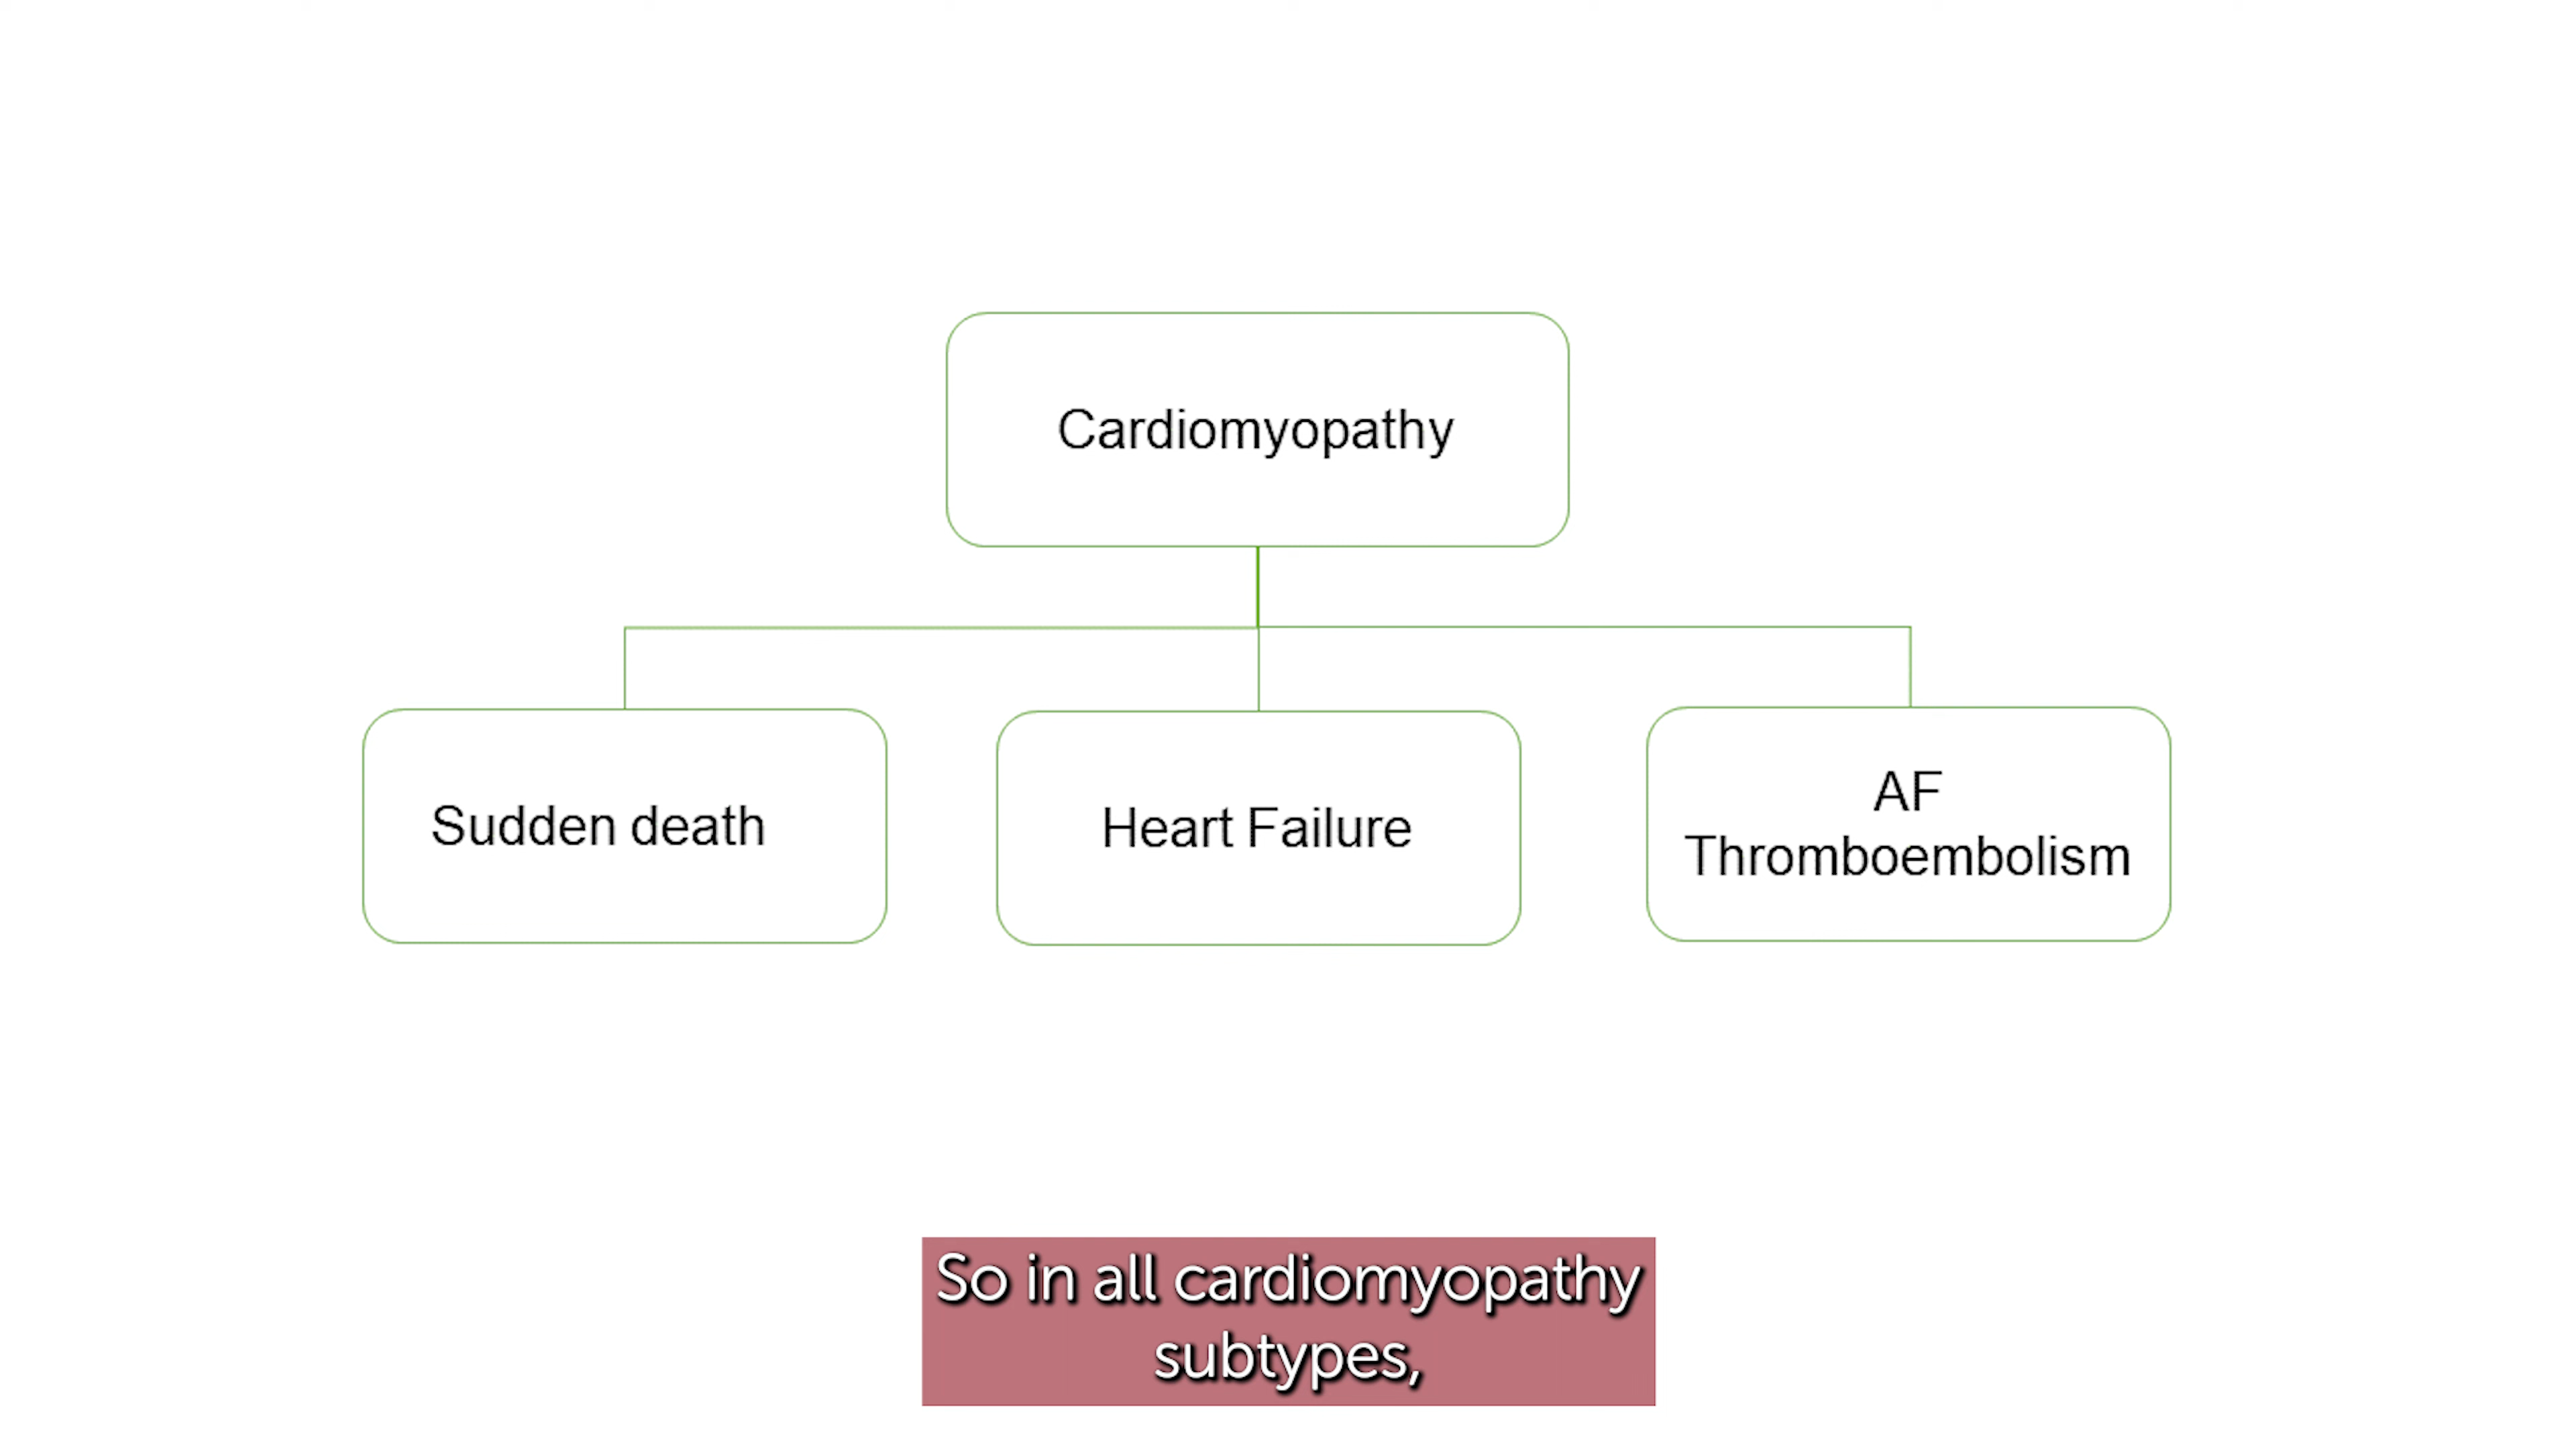 Cardiomyopathy
Sudden death
Heart Failure
AF
Thromboembolism
So in all cardiomyopathy
subtypes,